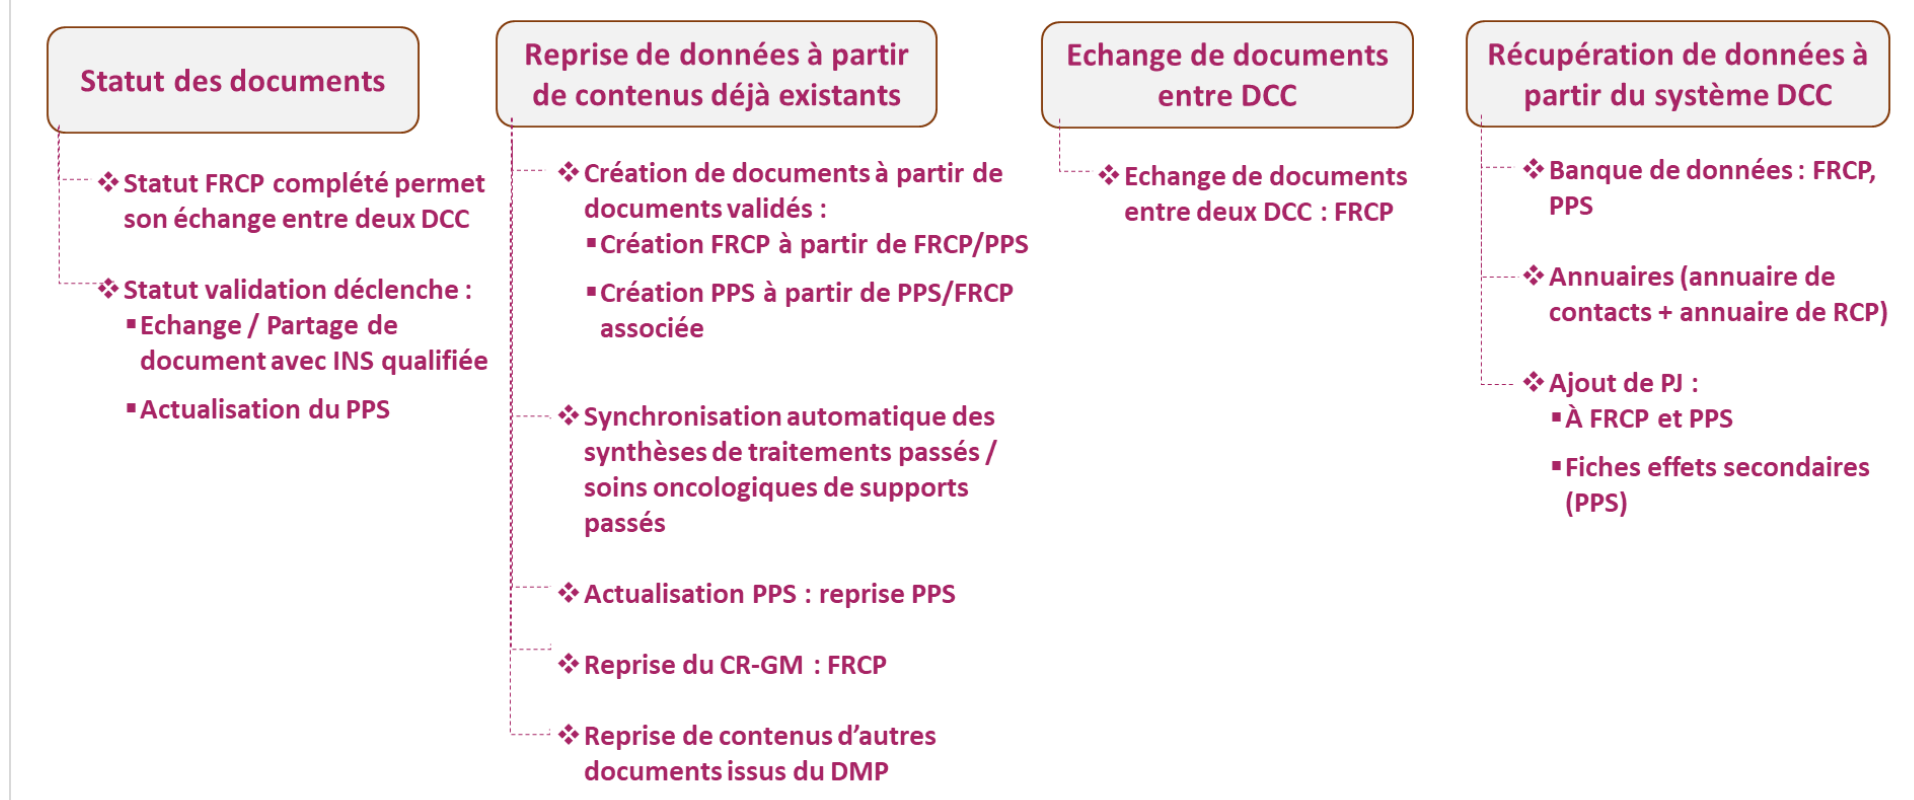 Statut des documents
❖ Statut FRCP complété permet
son échange entre deux DCC
❖ Statut validation déclenche :
▪ Echange / Partage de
document avec INS qualifiée
▪ Actualisation du PPS
Reprise de données à partir
de contenus déjà existants
❖ Création de documents à partir de
documents validés :
▪ Création FRCP à partir de FRCP/PPS
▪ Création PPS à partir de PPS/FRCP
associée
❖ Synchronisation automatique des
synthèses de traitements passés /
soins oncologiques de supports
passés
❖ Actualisation PPS : reprise PPS
❖ Reprise du CR-GM : FRCP
❖ Reprise de contenus d’autres
documents issus du DMP
Echange de documents
entre DCC
❖ Echange de documents
entre deux DCC : FRCP
Récupération de données à
partir du système DCC
❖ Banque de données : FRCP,
PPS
❖ Annuaires (annuaire de
contacts + annuaire de RCP)
❖ Ajout de PJ :
▪ À FRCP et PPS
▪ Fiches effets secondaires
(PPS)